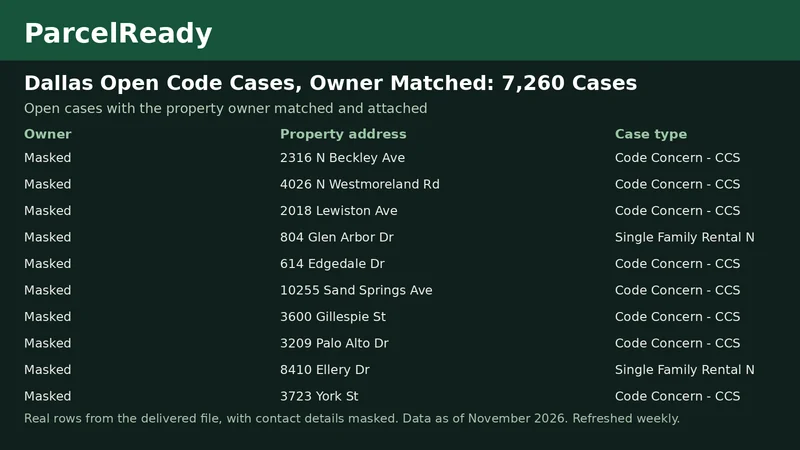 ParcelReady
Dallas Open Code Cases, Owner Matched: 7,260 Cases
Open cases with the property owner matched and attached
Owner Property address Case type
Masked 2316 N Beckley Ave Code Concern - CCS
Masked 4026 N Westmoreland Rd Code Concern - CCS
Masked 2018 Lewiston Ave Code Concern - CCS
Masked 804 Glen Arbor Dr Single Family Rental N
Masked 614 Edgedale Dr Code Concern - CCS
Masked 10255 Sand Springs Ave Code Concern - CCS
Masked 3600 Gillespie St Code Concern - CCS
Masked 3209 Palo Alto Dr Code Concern - CCS
Masked 8410 Ellery Dr Single Family Rental N
Masked 3723 York St Code Concern - CCS
Real rows from the delivered file, with contact details masked. Data as of November 2026. Refreshed weekly.